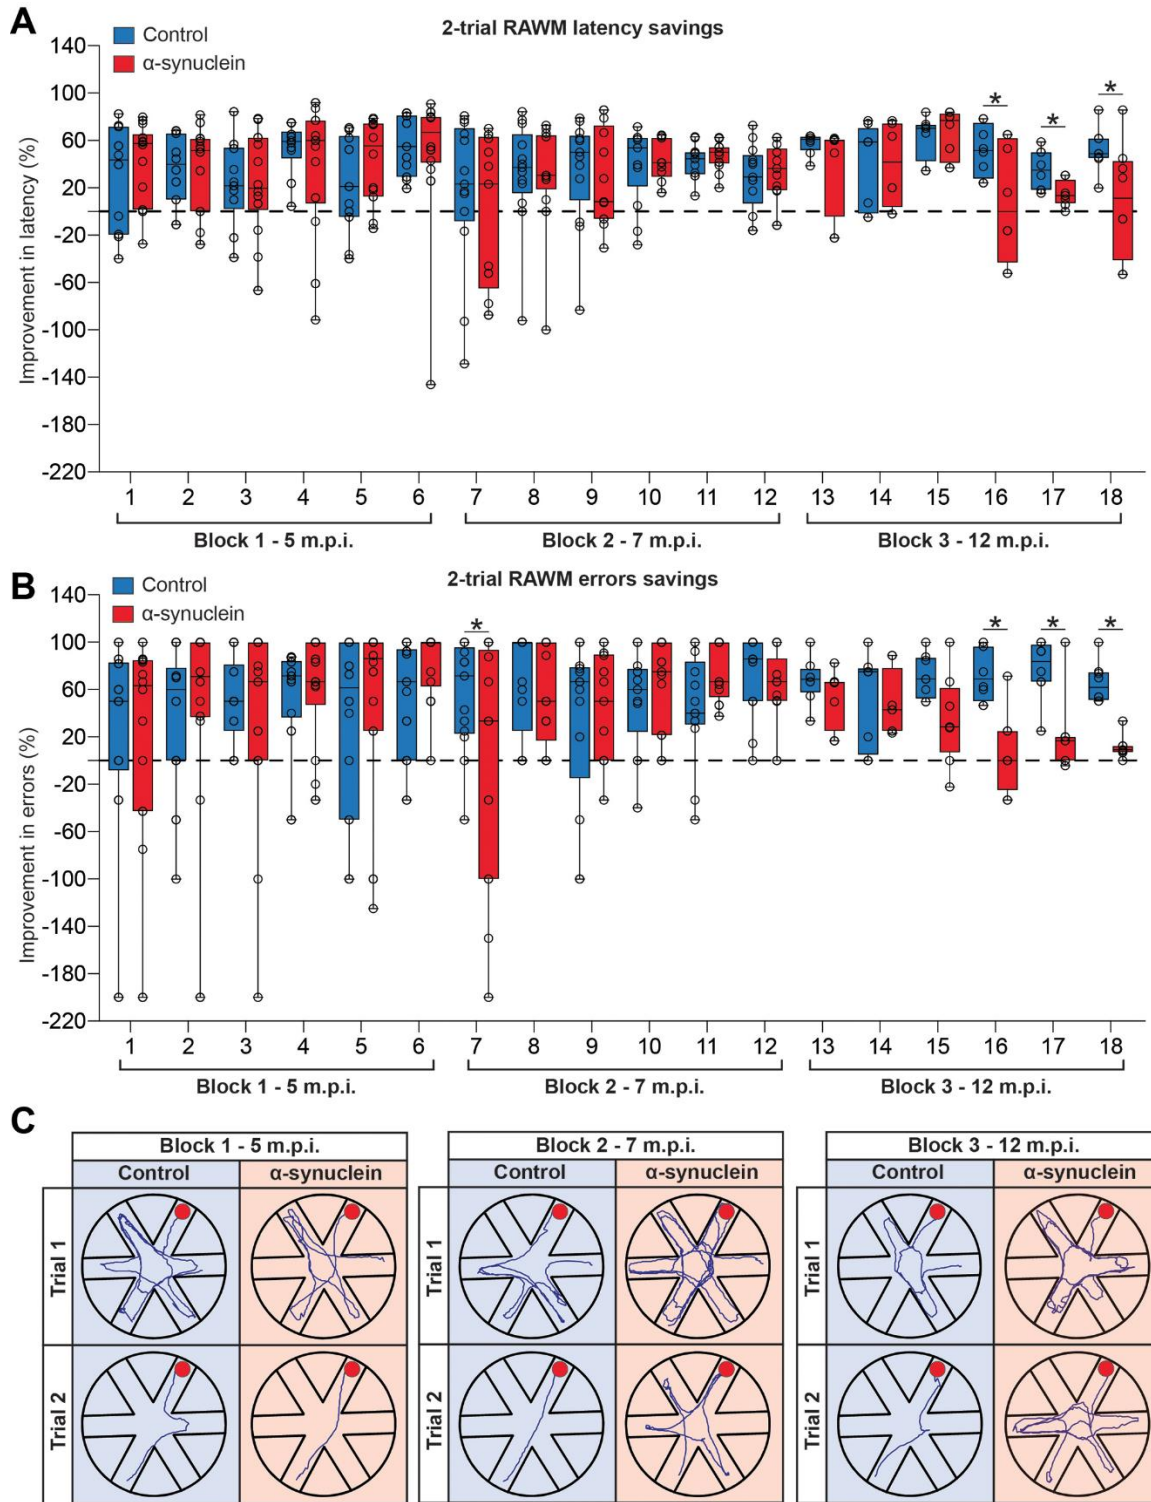 A
2-trial RAWM latency savings
Control
α-synuclein
Improvement in latency (%)
140
100
60
20
-20
-60
-100
-140
-180
-220
* * *
1 2 3 4 5 6 7 8 9 10 11 12 13 14 15 16 17 18
Block 1 - 5 m.p.i. Block 2 - 7 m.p.i. Block 3 - 12 m.p.i.
B
2-trial RAWM errors savings
Control
α-synuclein
Improvement in errors (%)
140
100
60
20
-20
-60
-100
-140
-180
-220
* * * *
1 2 3 4 5 6 7 8 9 10 11 12 13 14 15 16 17 18
Block 1 - 5 m.p.i. Block 2 - 7 m.p.i. Block 3 - 12 m.p.i.
C
Block 1 - 5 m.p.i. Block 2 - 7 m.p.i. Block 3 - 12 m.p.i.
Control α-synuclein Control α-synuclein Control α-synuclein
Trial 1 Trial 1 Trial 1
Trial 2 Trial 2 Trial 2